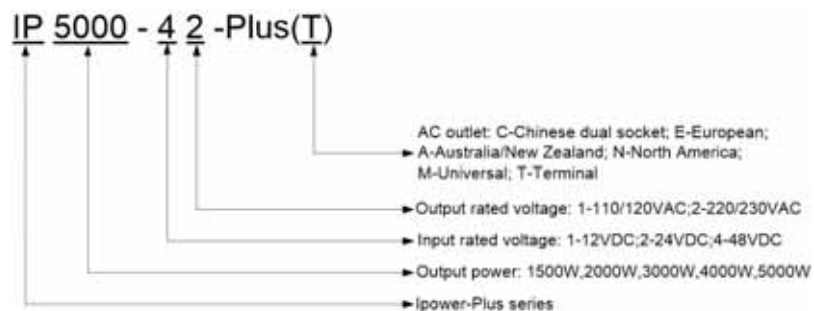 IP 5000 - 4 2 -Plus(T)
AC outlet: C-Chinese dual socket; E-European;
A-Australia/New Zealand; N-North America;
M-Universal; T-Terminal
Output rated voltage: 1-110/120VAC;2-220/230VAC
Input rated voltage: 1-12VDC;2-24VDC;4-48VDC
Output power: 1500W,2000W,3000W,4000W,5000W
Ipower-Plus series